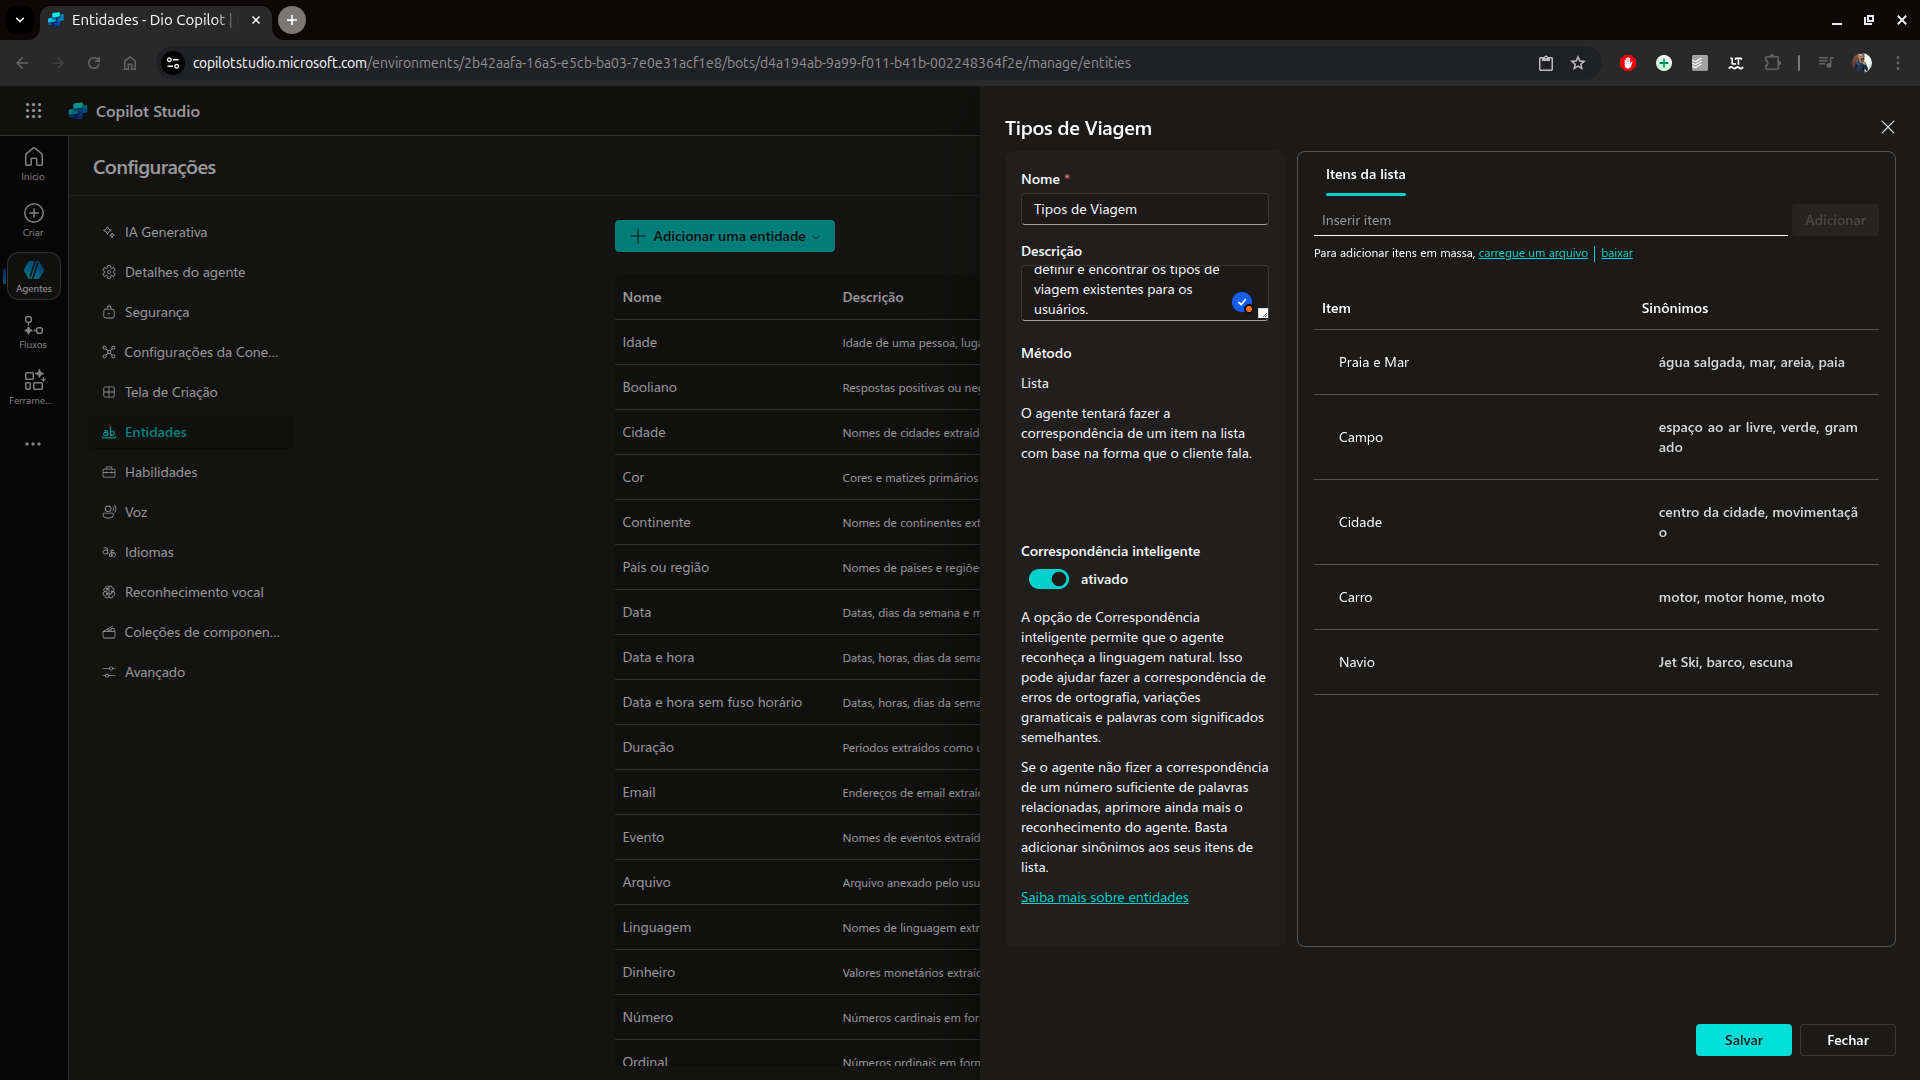 Entidades - Dio Copilot |
copilotstudio.microsoft.com/environments/2b42aafa-16a5-e5cb-ba03-7e0e31acf1e8/bots/d4a194ab-9a99-f011-b41b-002248364f2e/manage/entities
Copilot Studio
Início
Criar
Agentes
Fluxos
Ferrame...
Configurações
IA Generativa
Detalhes do agente
Segurança
Configurações da Cone...
Tela de Criação
Entidades
Habilidades
Voz
Idiomas
Reconhecimento vocal
Coleções de componen...
Avançado
Adicionar uma entidade
Nome Descrição
Idade Idade de uma pessoa, luga
Booliano Respostas positivas ou neg
Cidade Nomes de cidades extraíd
Cor Cores e matizes primários
Continente Nomes de continentes ext
País ou região Nomes de países e regiões
Data Datas, dias da semana e m
Data e hora Datas, horas, dias da sema
Data e hora sem fuso horário Datas, horas, dias da sema
Duração Períodos extraídos como u
Email Endereços de email extraíd
Evento Nomes de eventos extraíd
Arquivo Arquivo anexado pelo usu
Linguagem Nomes de linguagem extr
Dinheiro Valores monetários extraíd
Número Números cardinais em for
Ordinal Números ordinais em form
Tipos de Viagem
Nome *
Tipos de Viagem
Descrição
definir e encontrar os tipos de
viagem existentes para os
usuários.
Método
Lista
O agente tentará fazer a
correspondência de um item na lista
com base na forma que o cliente fala.
Correspondência inteligente
ativado
A opção de Correspondência
inteligente permite que o agente
reconheça a linguagem natural. Isso
pode ajudar fazer a correspondência de
erros de ortografia, variações
gramaticais e palavras com significados
semelhantes.
Se o agente não fizer a correspondência
de um número suficiente de palavras
relacionadas, aprimore ainda mais o
reconhecimento do agente. Basta
adicionar sinônimos aos seus itens de
lista.
Saiba mais sobre entidades
Itens da lista
Inserir item Adicionar
Para adicionar itens em massa, carregue um arquivo | baixar
Item Sinônimos
Praia e Mar água salgada, mar, areia, paia
Campo espaço ao ar livre, verde, gram
ado
Cidade centro da cidade, movimentaçã
o
Carro motor, motor home, moto
Navio Jet Ski, barco, escuna
Salvar Fechar